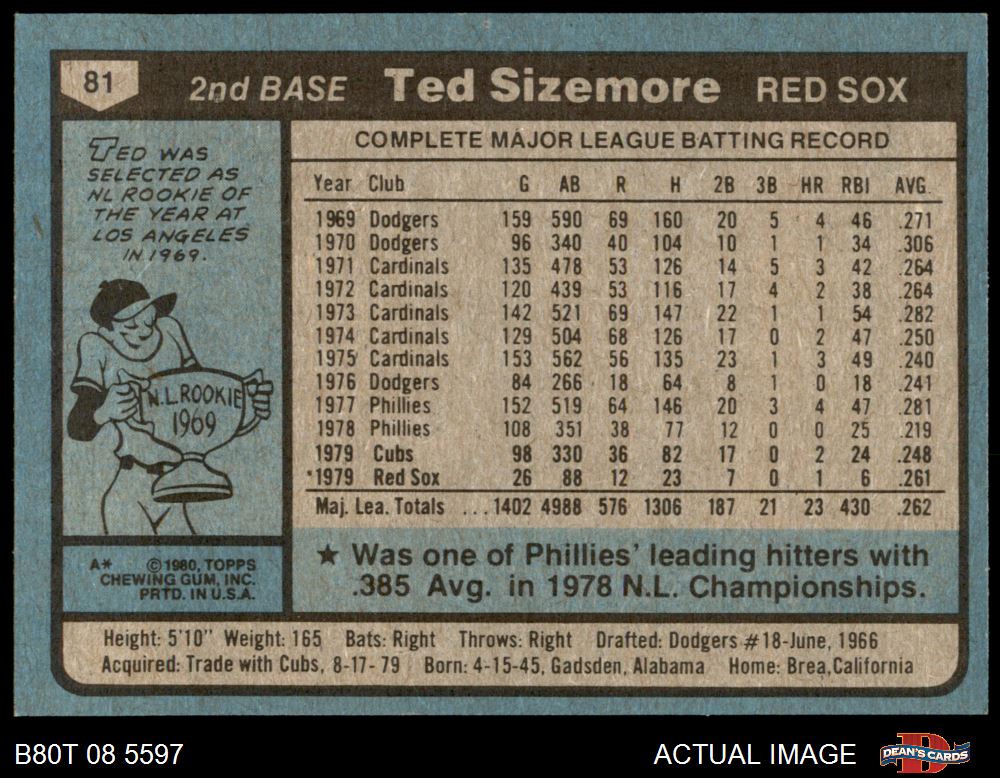 81 2nd BASE Ted Sizemore RED SOX
TED WAS
SELECTED AS
NL ROOKIE OF
THE YEAR AT
LOS ANGELES
IN 1969.
N.L. ROOKIE
1969
A* ©1980, TOPPS
CHEWING GUM, INC.
PRTD. IN U.S.A.
COMPLETE MAJOR LEAGUE BATTING RECORD
Year Club G AB R H 2B 3B HR RBI AVG.
1969 Dodgers 159 590 69 160 20 5 4 46 .271
1970 Dodgers 96 340 40 104 10 1 1 34 .306
1971 Cardinals 135 478 53 126 14 5 3 42 .264
1972 Cardinals 120 439 53 116 17 4 2 38 .264
1973 Cardinals 142 521 69 147 22 1 1 54 .282
1974 Cardinals 129 504 68 126 17 0 2 47 .250
1975 Cardinals 153 562 56 135 23 1 3 49 .240
1976 Dodgers 84 266 18 64 8 1 0 18 .241
1977 Phillies 152 519 64 146 20 3 4 47 .281
1978 Phillies 108 351 38 77 12 0 0 25 .219
1979 Cubs 98 330 36 82 17 0 2 24 .248
1979 Red Sox 26 88 12 23 7 0 1 6 .261
Maj. Lea. Totals ...1402 4988 576 1306 187 21 23 430 .262
★ Was one of Phillies' leading hitters with
.385 Avg. in 1978 N.L. Championships.
Height: 5'10" Weight: 165 Bats: Right Throws: Right Drafted: Dodgers #18-June, 1966
Acquired: Trade with Cubs, 8-17-79 Born: 4-15-45, Gadsden, Alabama Home: Brea, California
B80T 08 5597 ACTUAL IMAGE DEAN'S CARDS